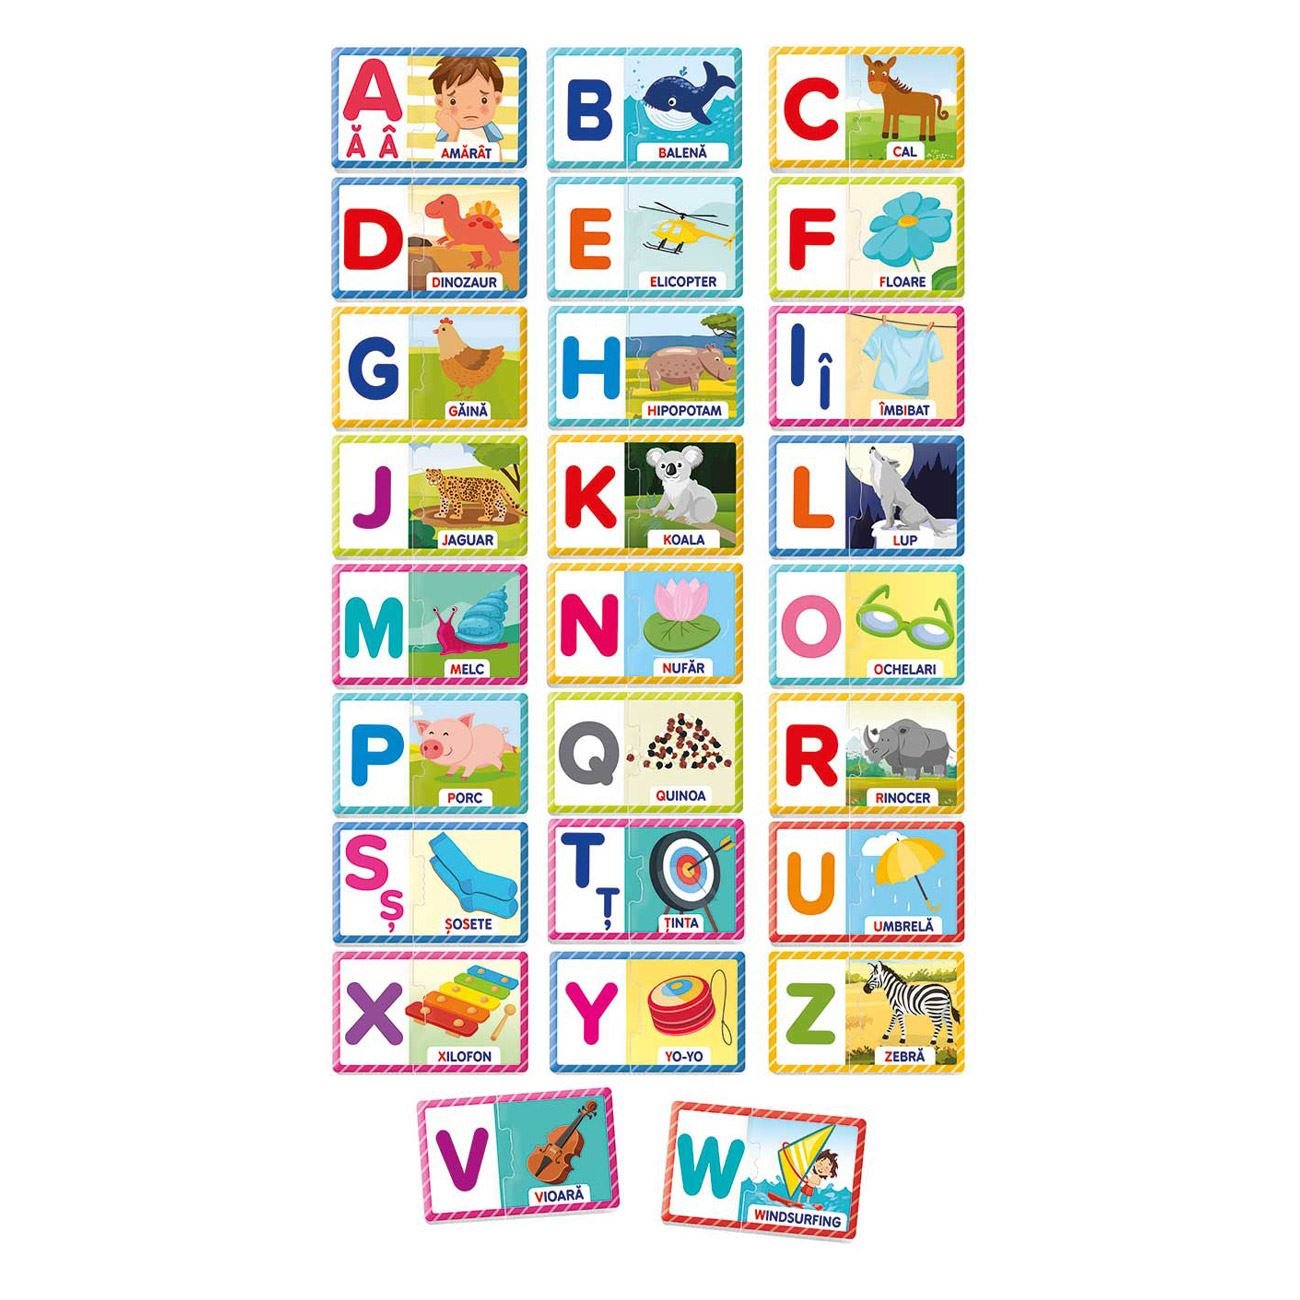 A
Ă Â
AMĂRÂT
B
BALENĂ
C
CAL
D
DINOZAUR
E
ELICOPTER
F
FLOARE
G
GĂINĂ
H
HIPOPOTAM
I
Î
ÎMBIBAT
J
JAGUAR
K
KOALA
L
LUP
M
MELC
N
NUFĂR
O
OCHELARI
P
PORC
Q
QUINOA
R
RINOCER
S
Ș
ȘOSETE
T
Ț
ȚINTA
U
UMBRELĂ
X
XILOFON
Y
YO-YO
Z
ZEBRĂ
V
VIOARĂ
W
WINDSURFING